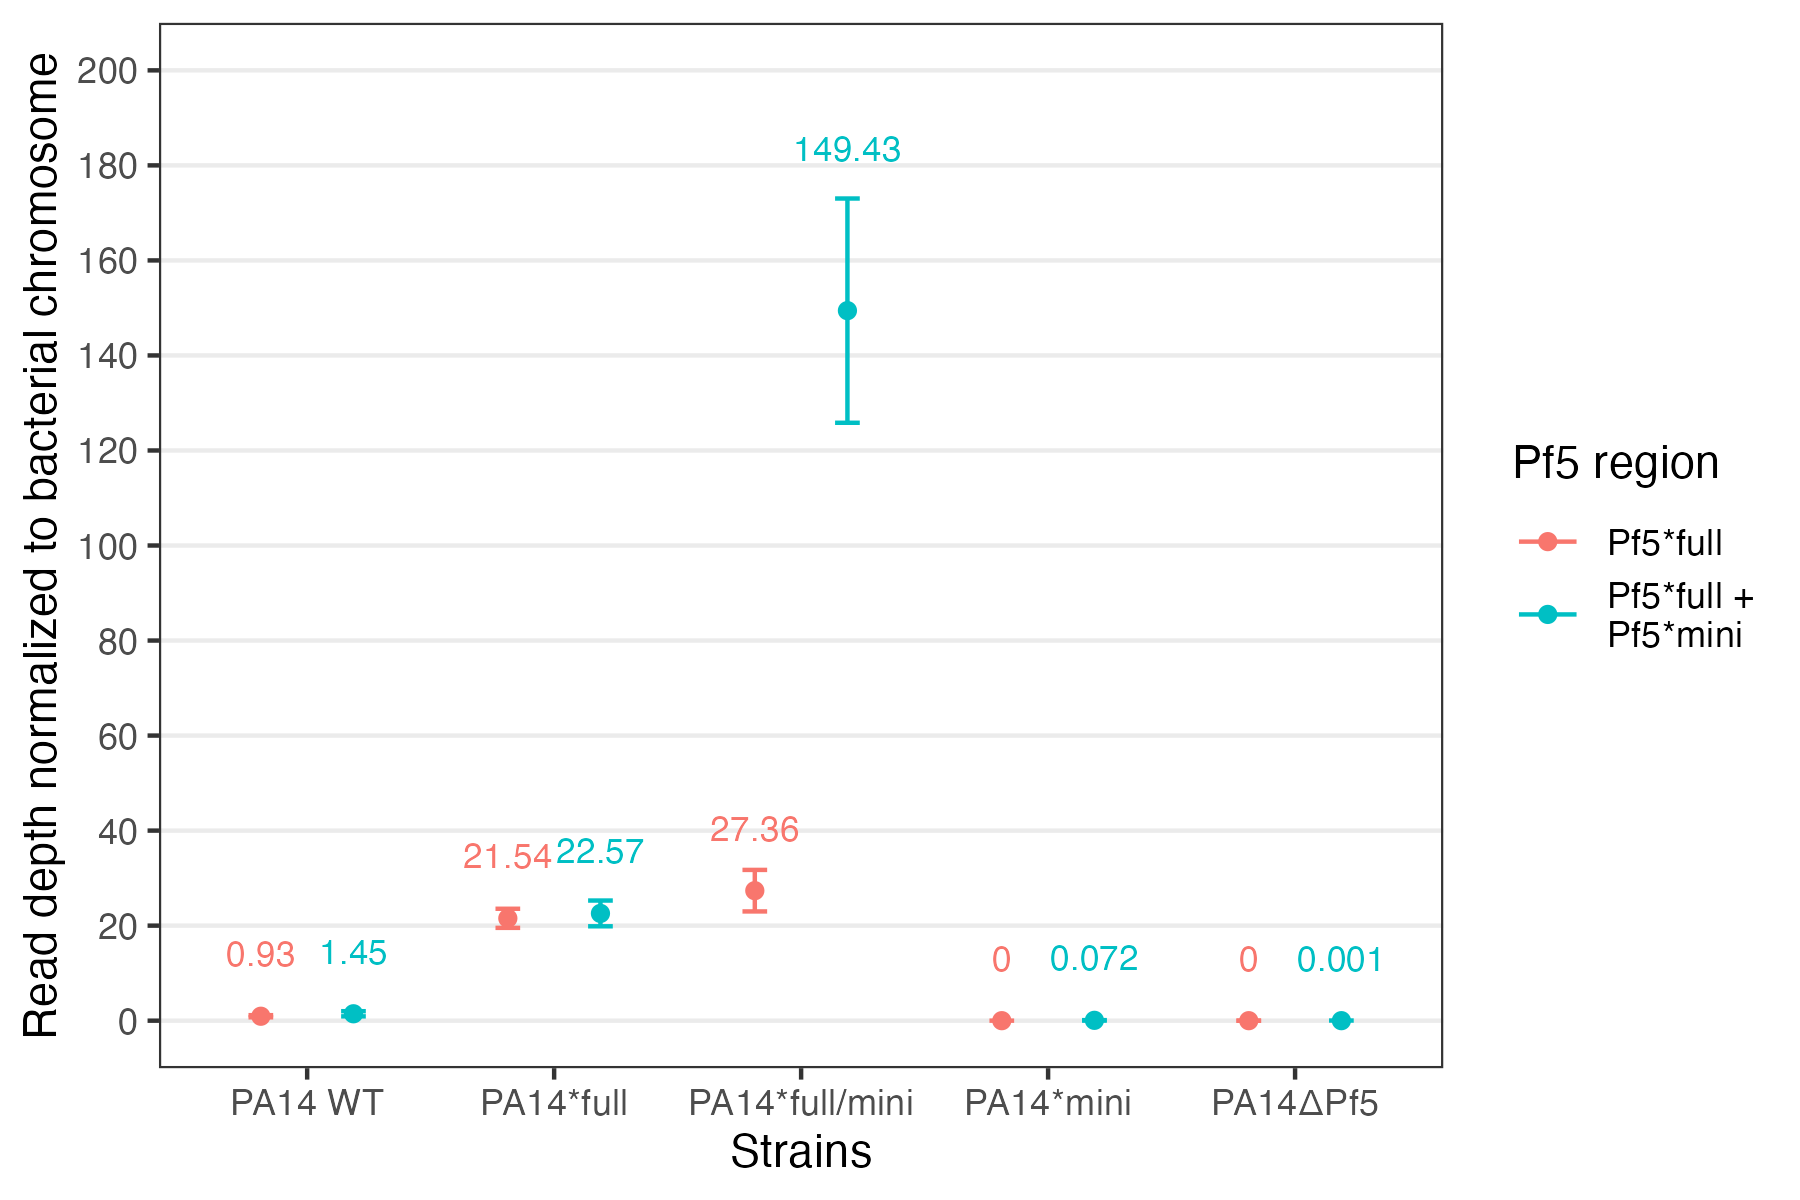 Read depth normalized to bacterial chromosome
200
180
160
140
120
100
80
60
40
20
0
149.43
27.36
21.54
22.57
0.93
1.45
0
0.072
0
0.001
PA14 WT
PA14*full
PA14*full/mini
PA14*mini
PA14ΔPf5
Strains
Pf5 region
Pf5*full
Pf5*full +
Pf5*mini